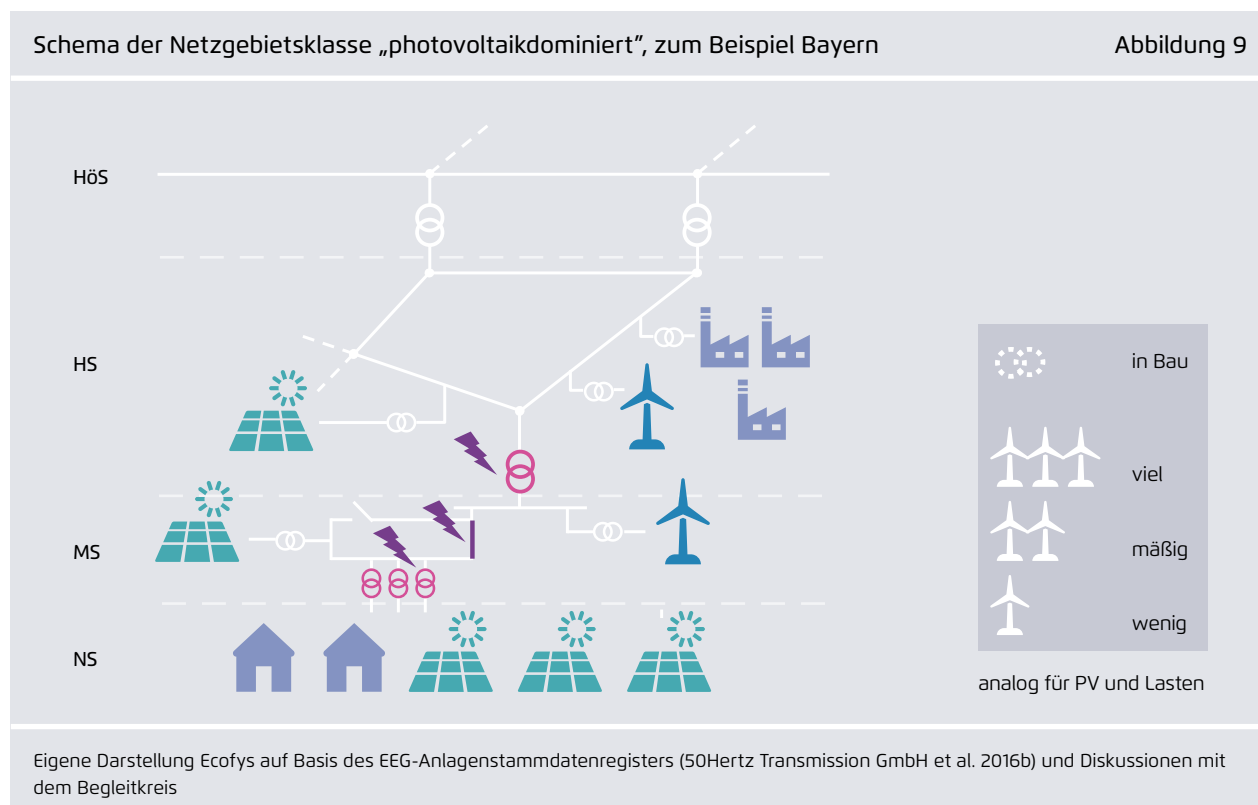 Schema der Netzgebietsklasse „photovoltaikdominiert”, zum Beispiel Bayern Abbildung 9
HöS
HS
MS
NS
in Bau
viel
mäßig
wenig
analog für PV und Lasten
Eigene Darstellung Ecofys auf Basis des EEG-Anlagenstammdatenregisters (50Hertz Transmission GmbH et al. 2016b) und Diskussionen mit
dem Begleitkreis